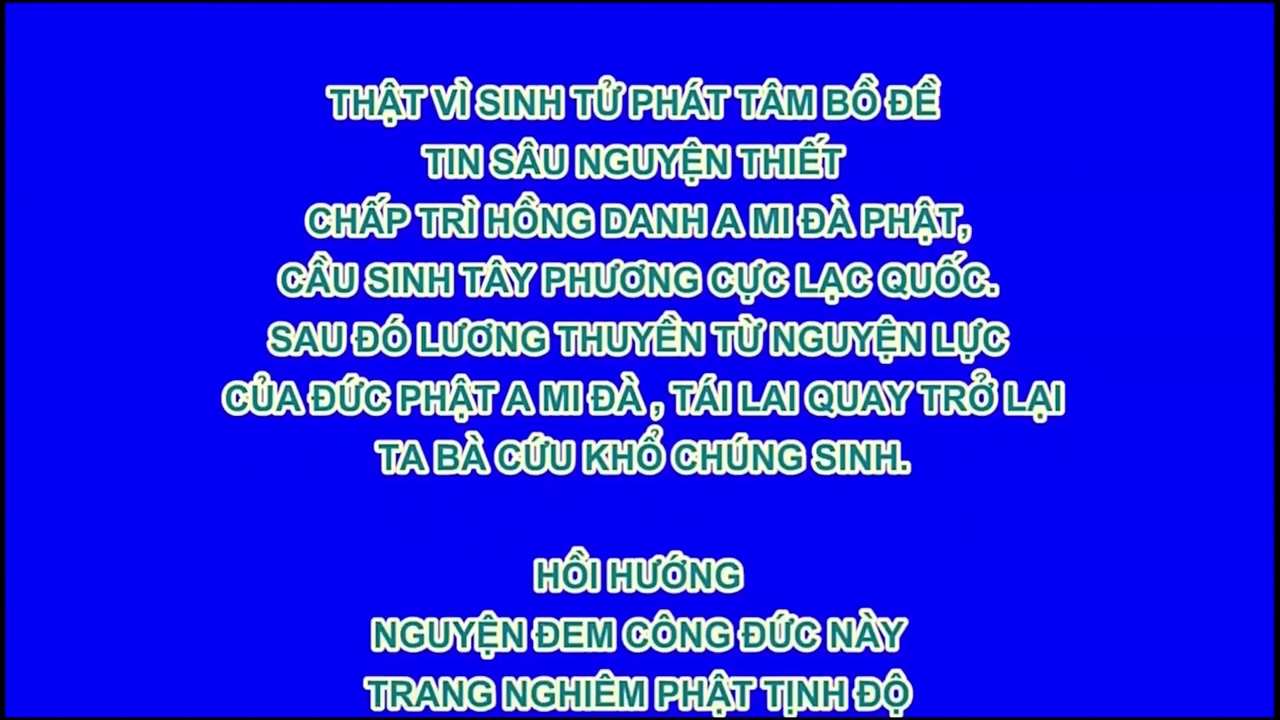 THẬT VÌ SINH TỬ PHÁT TÂM BỒ ĐỀ
TIN SÂU NGUYỆN THIẾT
CHẤP TRÌ HỒNG DANH A MI ĐÀ PHẬT,
CẦU SINH TÂY PHƯƠNG CỰC LẠC QUỐC.
SAU ĐÓ LƯƠNG THUYỀN TỪ NGUYỆN LỰC
CỦA ĐỨC PHẬT A MI ĐÀ , TÁI LAI QUAY TRỞ LẠI
TA BÀ CỨU KHỔ CHÚNG SINH.
HỒI HƯỚNG
NGUYỆN ĐEM CÔNG ĐỨC NÀY
TRANG NGHIÊM PHẬT TỊNH ĐỘ